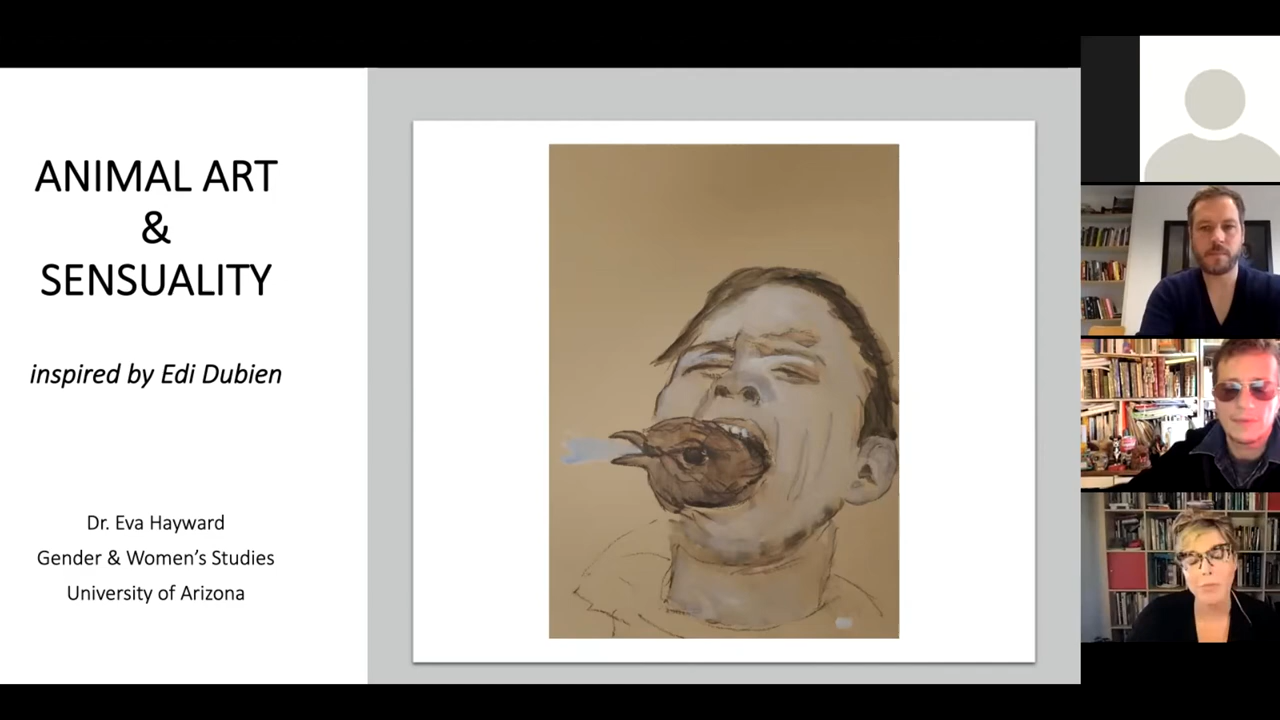 ANIMAL ART
&
SENSUALITY
inspired by Edi Dubien
Dr. Eva Hayward
Gender & Women’s Studies
University of Arizona